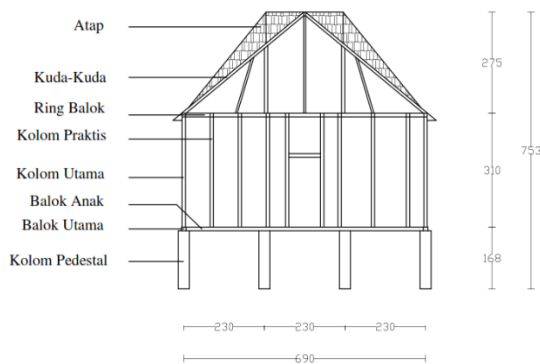 Atap
Kuda-Kuda
Ring Balok
Kolom Praktis
Kolom Utama
Balok Anak
Balok Utama
Kolom Pedestal
275
310
168
753
230
230
230
690